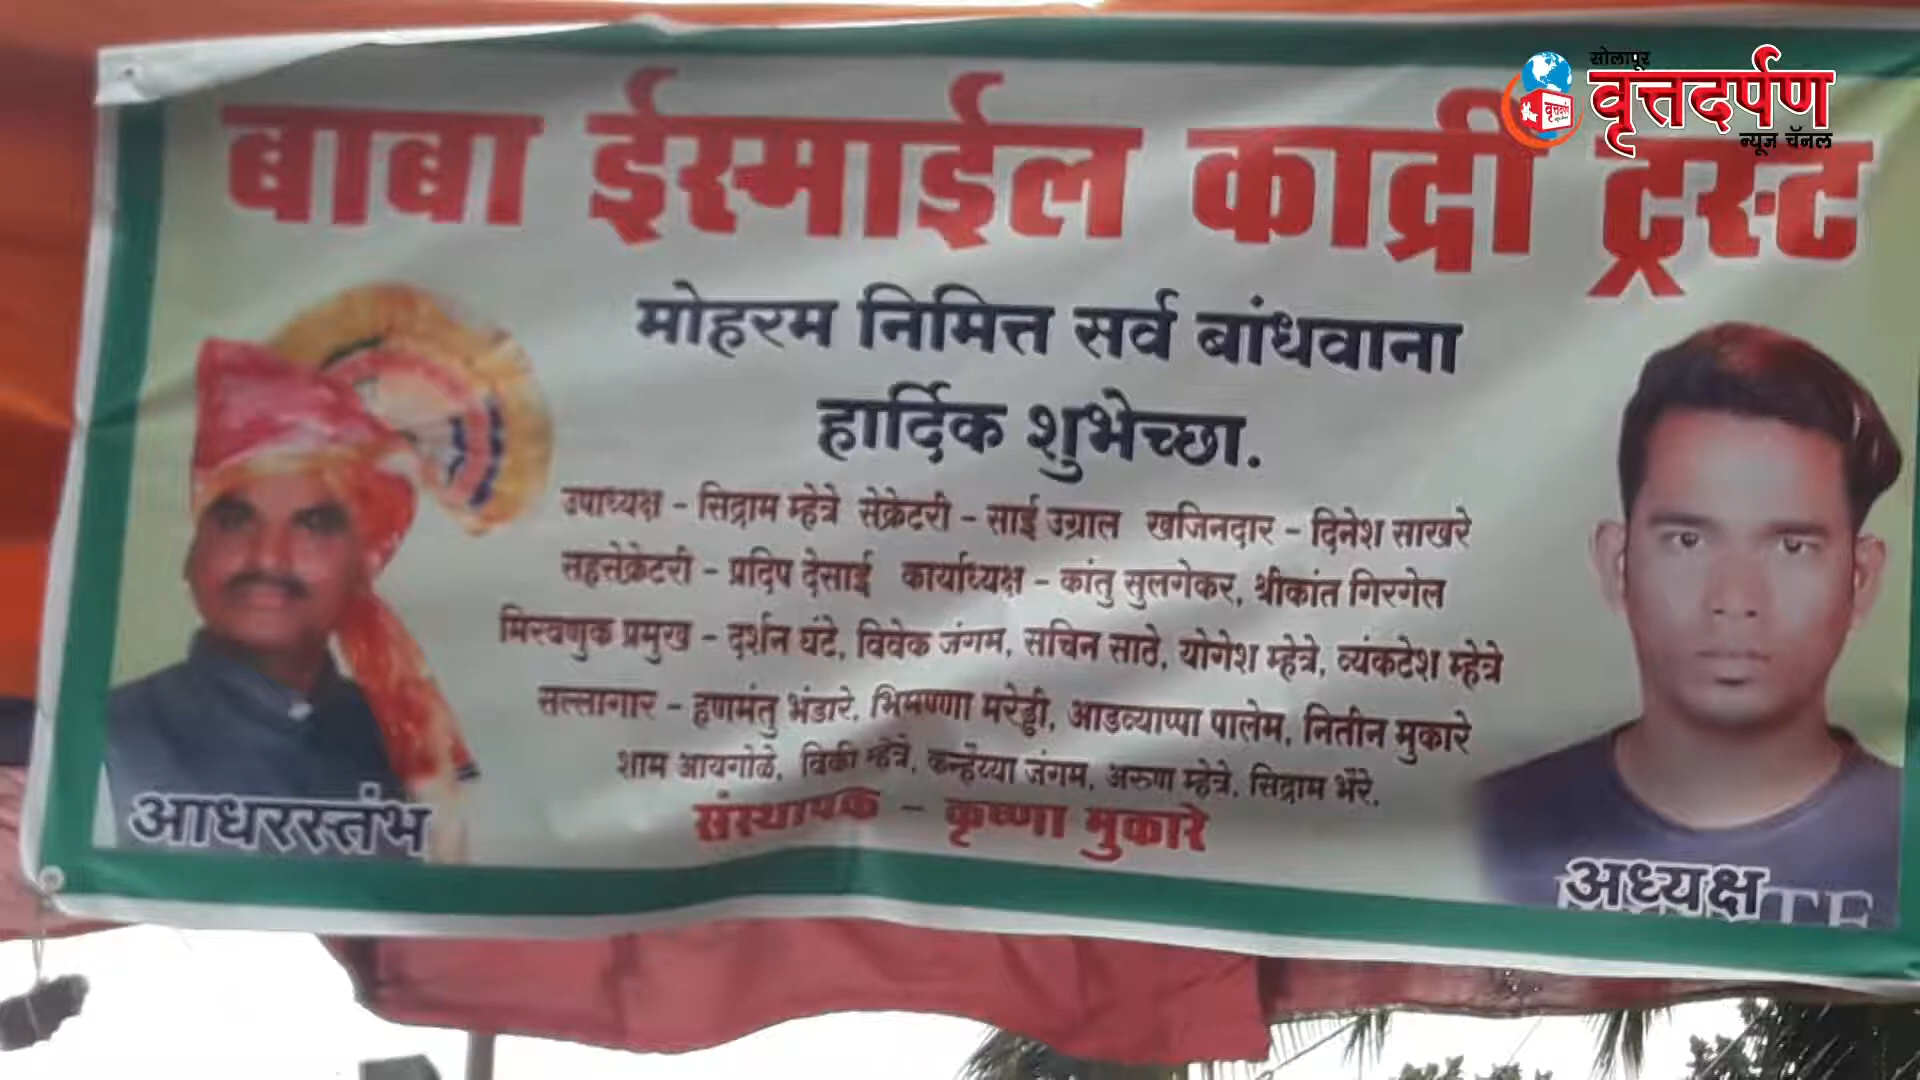 सोलापूर
वृत्तदर्पण
न्यूज चॅनल
बाबा ईस्माईल काद्री ट्रस्ट
मोहरम निमित्त सर्व बांधवाना
हार्दिक शुभेच्छा.
उपाध्यक्ष - सिद्राम म्हेत्रे सेक्रेटरी - साई उग्राल खजिनदार - दिनेश साखरे
सहसेक्रेटरी - प्रदिप देसाई कार्याध्यक्ष - कांतु सुलगेकर, श्रीकांत गिरगेल
मिरवणुक प्रमुख - दर्शन घंटे, विवेक जंगम, सचिन साठे, योगेश म्हेत्रे, व्यंकटेश म्हेत्रे
सल्लागार - हणमंतु भंडारे, भिमण्णा मरेड्डी, आडव्याप्पा पालेम, नितीन मुकारे
शाम आयगोळे, विकी म्हेत्रे, कन्हैय्या जंगम, अरुण म्हेत्रे, सिद्राम भैरे.
संस्थापक - कृष्णा मुकारे
आधरस्तंभ
अध्यक्ष